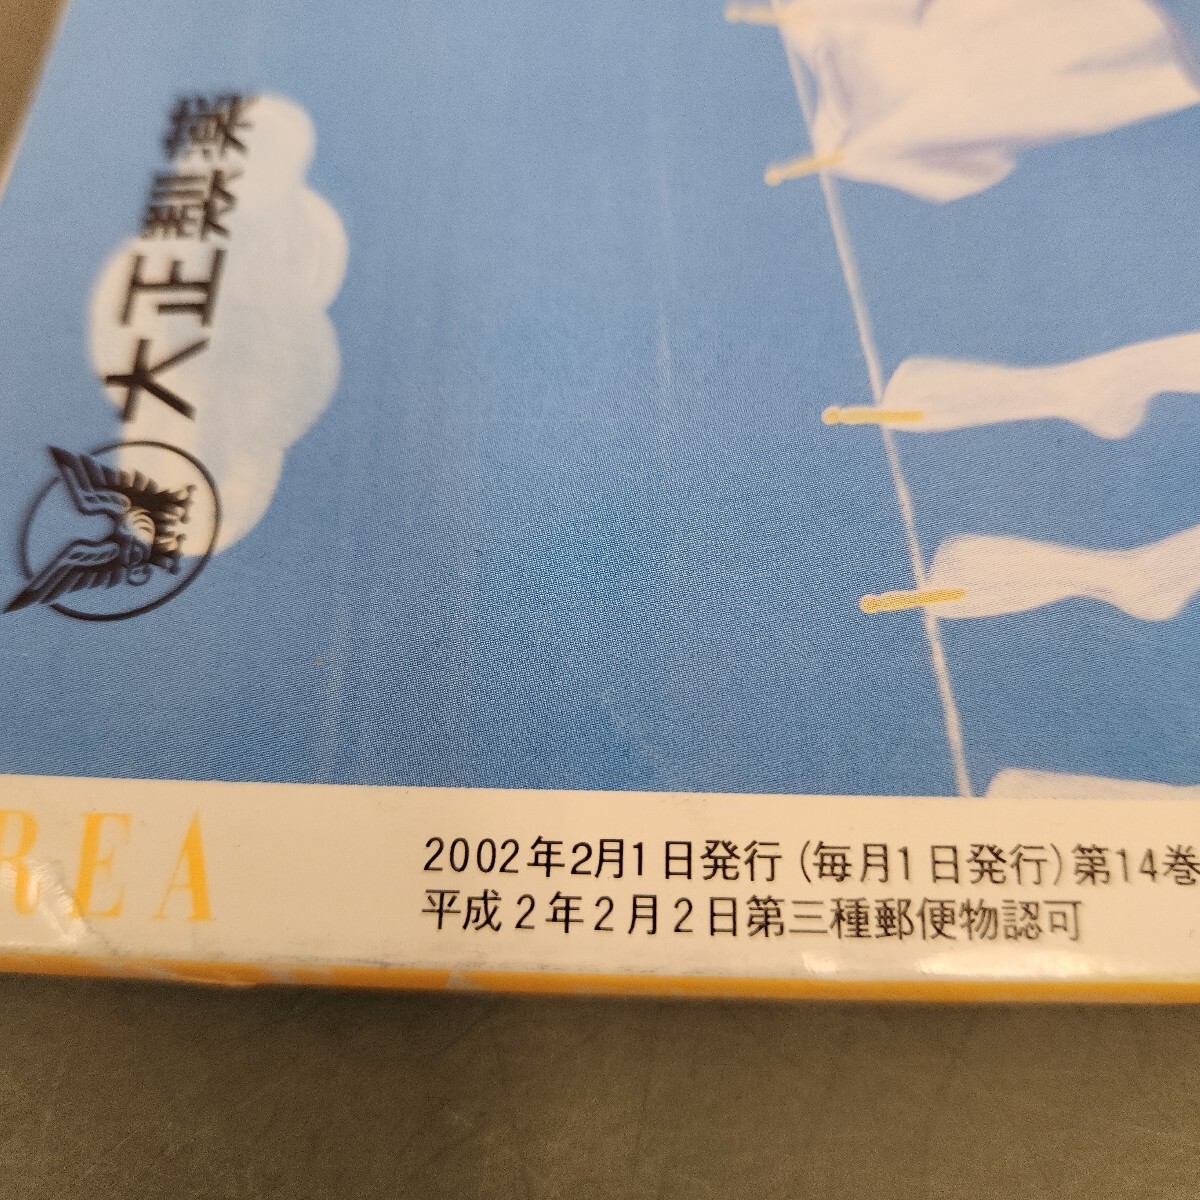 大正製薬
REA
2002年2月1日発行(毎月1日発行)第14巻
平成2年2月2日第三種郵便物認可